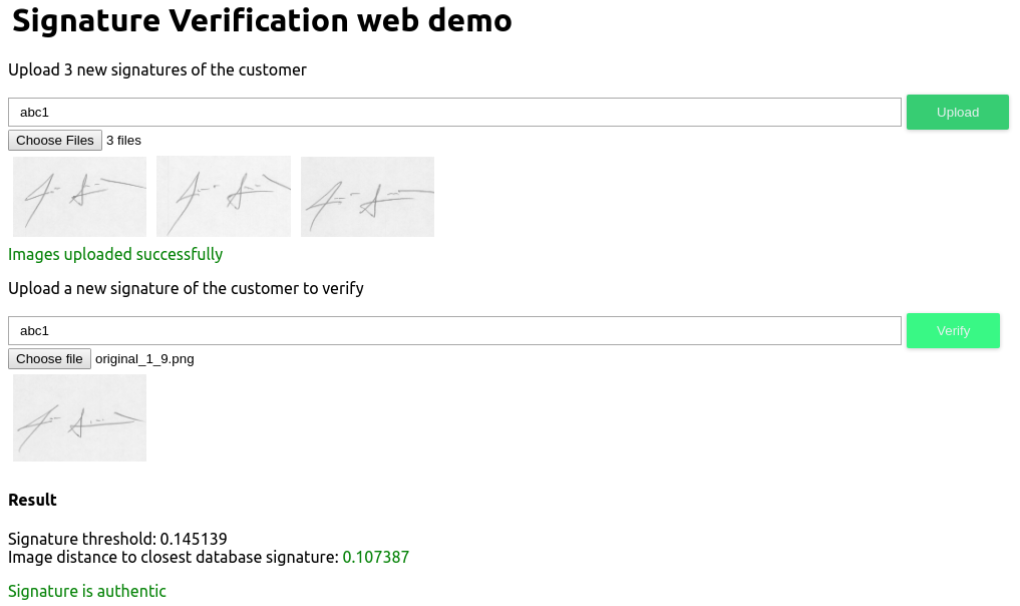 Signature Verification web demo
Upload 3 new signatures of the customer
abc1 Upload
Choose Files 3 files
Images uploaded successfully
Upload a new signature of the customer to verify
abc1 Verify
Choose file original_1_9.png
Result
Signature threshold: 0.145139
Image distance to closest database signature: 0.107387
Signature is authentic